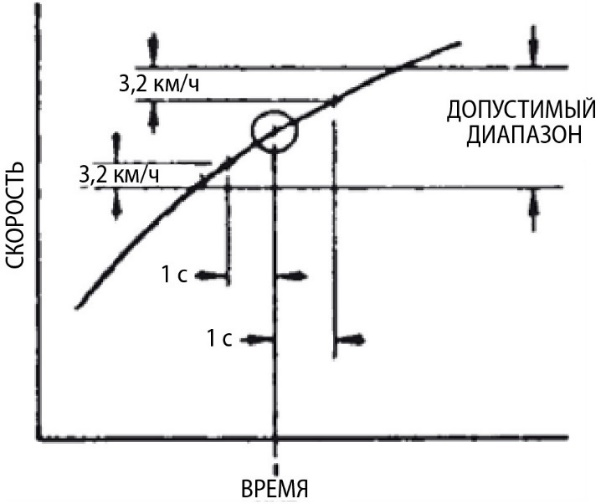 3,2 км/ч
ДОПУСТИМЫЙ
ДИАПАЗОН
3,2 км/ч
СКОРОСТЬ
1 с
1 с
ВРЕМЯ